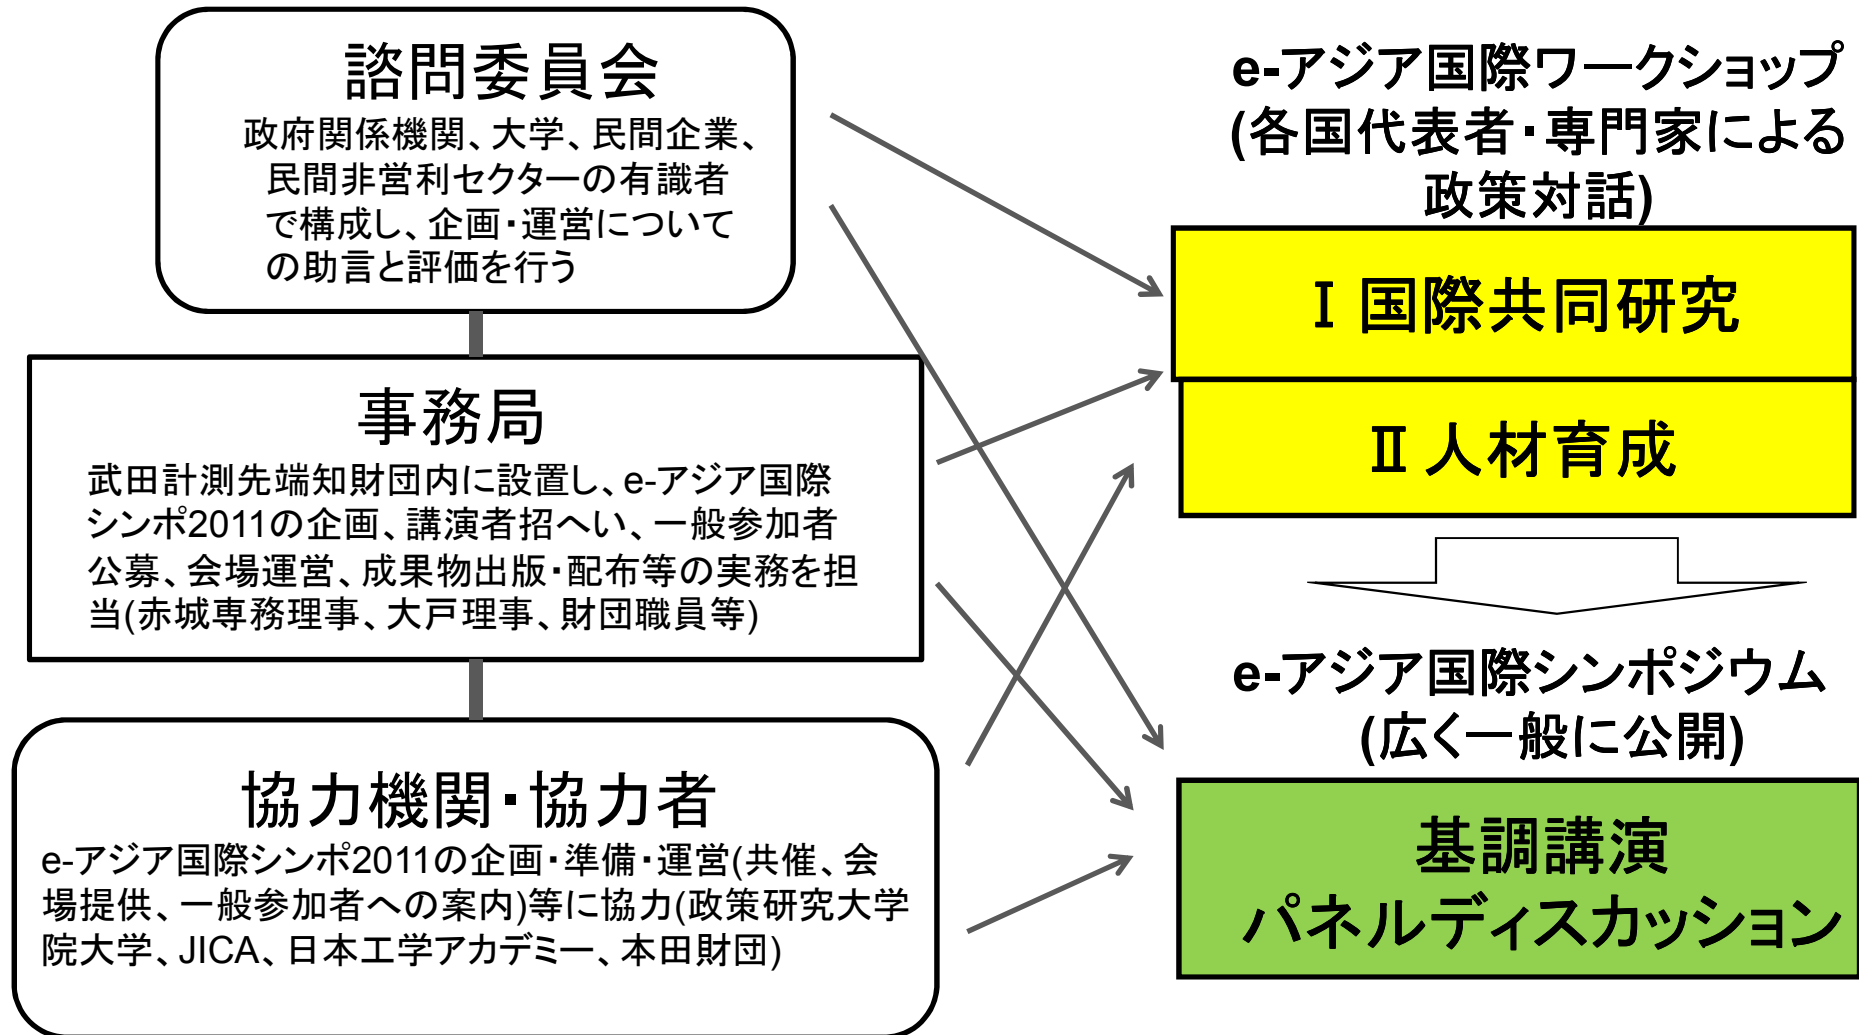 諮問委員会
政府関係機関、大学、民間企業、
民間非営利セクターの有識者
で構成し、企画・運営について
の助言と評価を行う
事務局
武田計測先端知財団内に設置し、e-アジア国際
シンポ2011の企画、講演者招へい、一般参加者
公募、会場運営、成果物出版・配布等の実務を担
当(赤城専務理事、大戸理事、財団職員等)
協力機関・協力者
e-アジア国際シンポ2011の企画・準備・運営(共催、会
場提供、一般参加者への案内)等に協力(政策研究大学
院大学、JICA、日本工学アカデミー、本田財団)
e-アジア国際ワークショップ
(各国代表者・専門家による
政策対話)
Ⅰ 国際共同研究
Ⅱ 人材育成
e-アジア国際シンポジウム
(広く一般に公開)
基調講演
パネルディスカッション